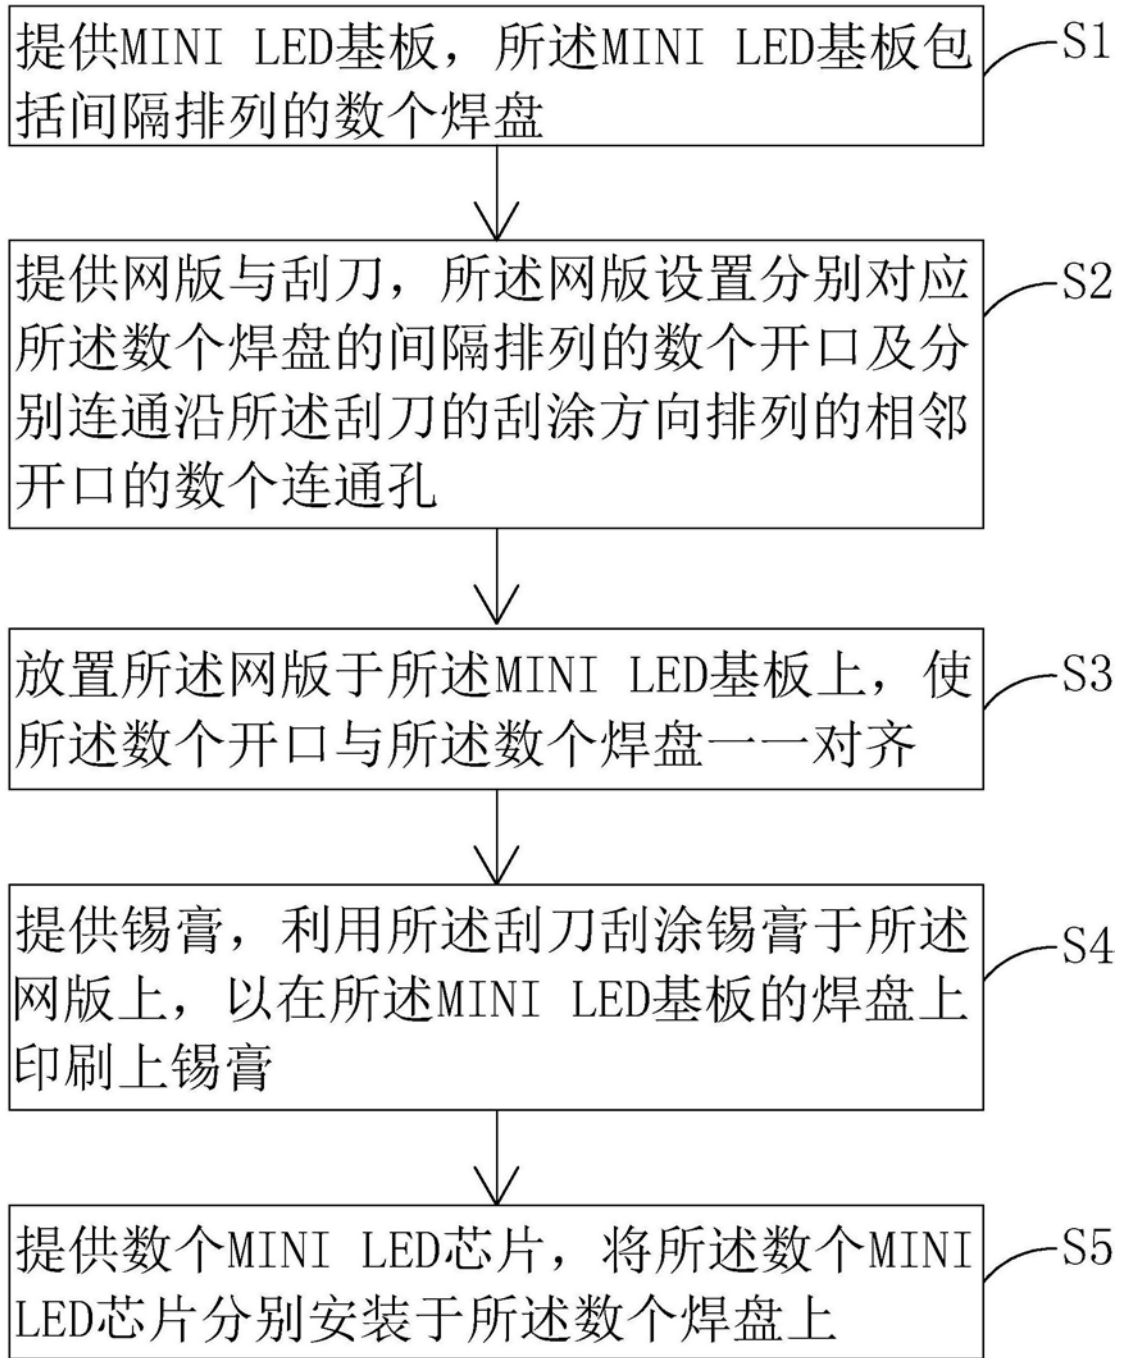 提供MINI LED基板，所述MINI LED基板包
括间隔排列的数个焊盘
S1
提供网版与刮刀，所述网版设置分别对应
所述数个焊盘的间隔排列的数个开口及分
别连通沿所述刮刀的刮涂方向排列的相邻
开口的数个连通孔
S2
放置所述网版于所述MINI LED基板上，使
所述数个开口与所述数个焊盘一一对齐
S3
提供锡膏，利用所述刮刀刮涂锡膏于所述
网版上，以在所述MINI LED基板的焊盘上
印刷上锡膏
S4
提供数个MINI LED芯片，将所述数个MINI
LED芯片分别安装于所述数个焊盘上
S5